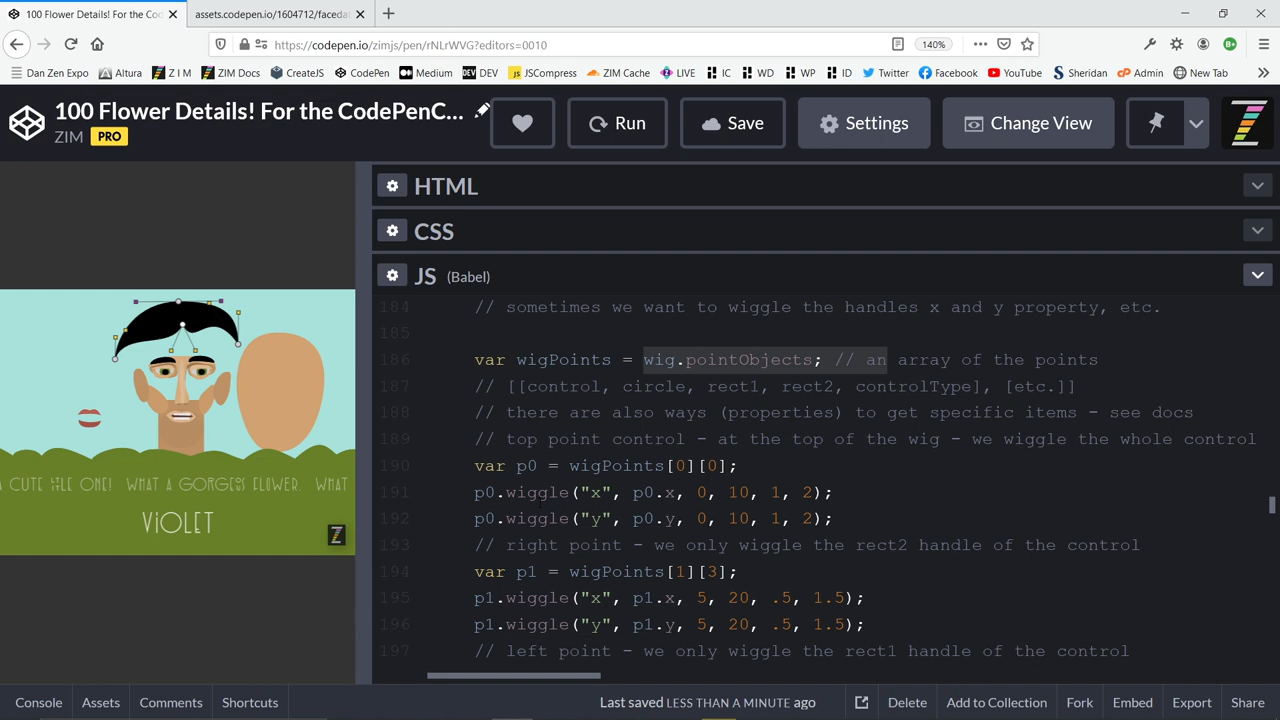 100 Flower Details! For the Cod
assets.codepen.io/1604712/faceda
https://codepen.io/zimjs/pen/rNLrWVG?editors=0010
140%
Dan Zen Expo
Altura
Z I M
ZIM Docs
CreateJS
CodePen
Medium
DEV
JSCompress
ZIM Cache
LIVE
IC
WD
WP
ID
Twitter
Facebook
YouTube
Sheridan
Admin
New Tab
100 Flower Details! For the CodePenC...
ZIM PRO
Run
Save
Settings
Change View
HTML
CSS
JS (Babel)
184 // sometimes we want to wiggle the handles x and y property, etc.
185
186 var wigPoints = wig.pointObjects; // an array of the points
187 // [[control, circle, rect1, rect2, controlType], [etc.]]
188 // there are also ways (properties) to get specific items - see docs
189 // top point control - at the top of the wig - we wiggle the whole control
190 var p0 = wigPoints[0][0];
191 p0.wiggle("x", p0.x, 0, 10, 1, 2);
192 p0.wiggle("y", p0.y, 0, 10, 1, 2);
193 // right point - we only wiggle the rect2 handle of the control
194 var p1 = wigPoints[1][3];
195 p1.wiggle("x", p1.x, 5, 20, .5, 1.5);
196 p1.wiggle("y", p1.y, 5, 20, .5, 1.5);
197 // left point - we only wiggle the rect1 handle of the control
A CUTE LITTLE ONE! WHAT A GORGEOUS FLOWER. WHAT
VIOLET
Console
Assets
Comments
Shortcuts
Last saved LESS THAN A MINUTE ago
Delete
Add to Collection
Fork
Embed
Export
Share